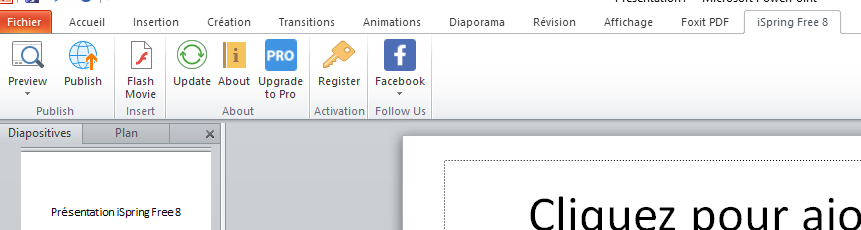 Microsoft PowerPoint
Fichier Accueil Insertion Création Transitions Animations Diaporama Révision Affichage Foxit PDF iSpring Free 8
PRO
Preview Publish Flash Movie Update About Upgrade to Pro Register Facebook
Publish Insert About Activation Follow Us
Diapositives Plan
Présentation iSpring Free 8
Cliquez pour ajo